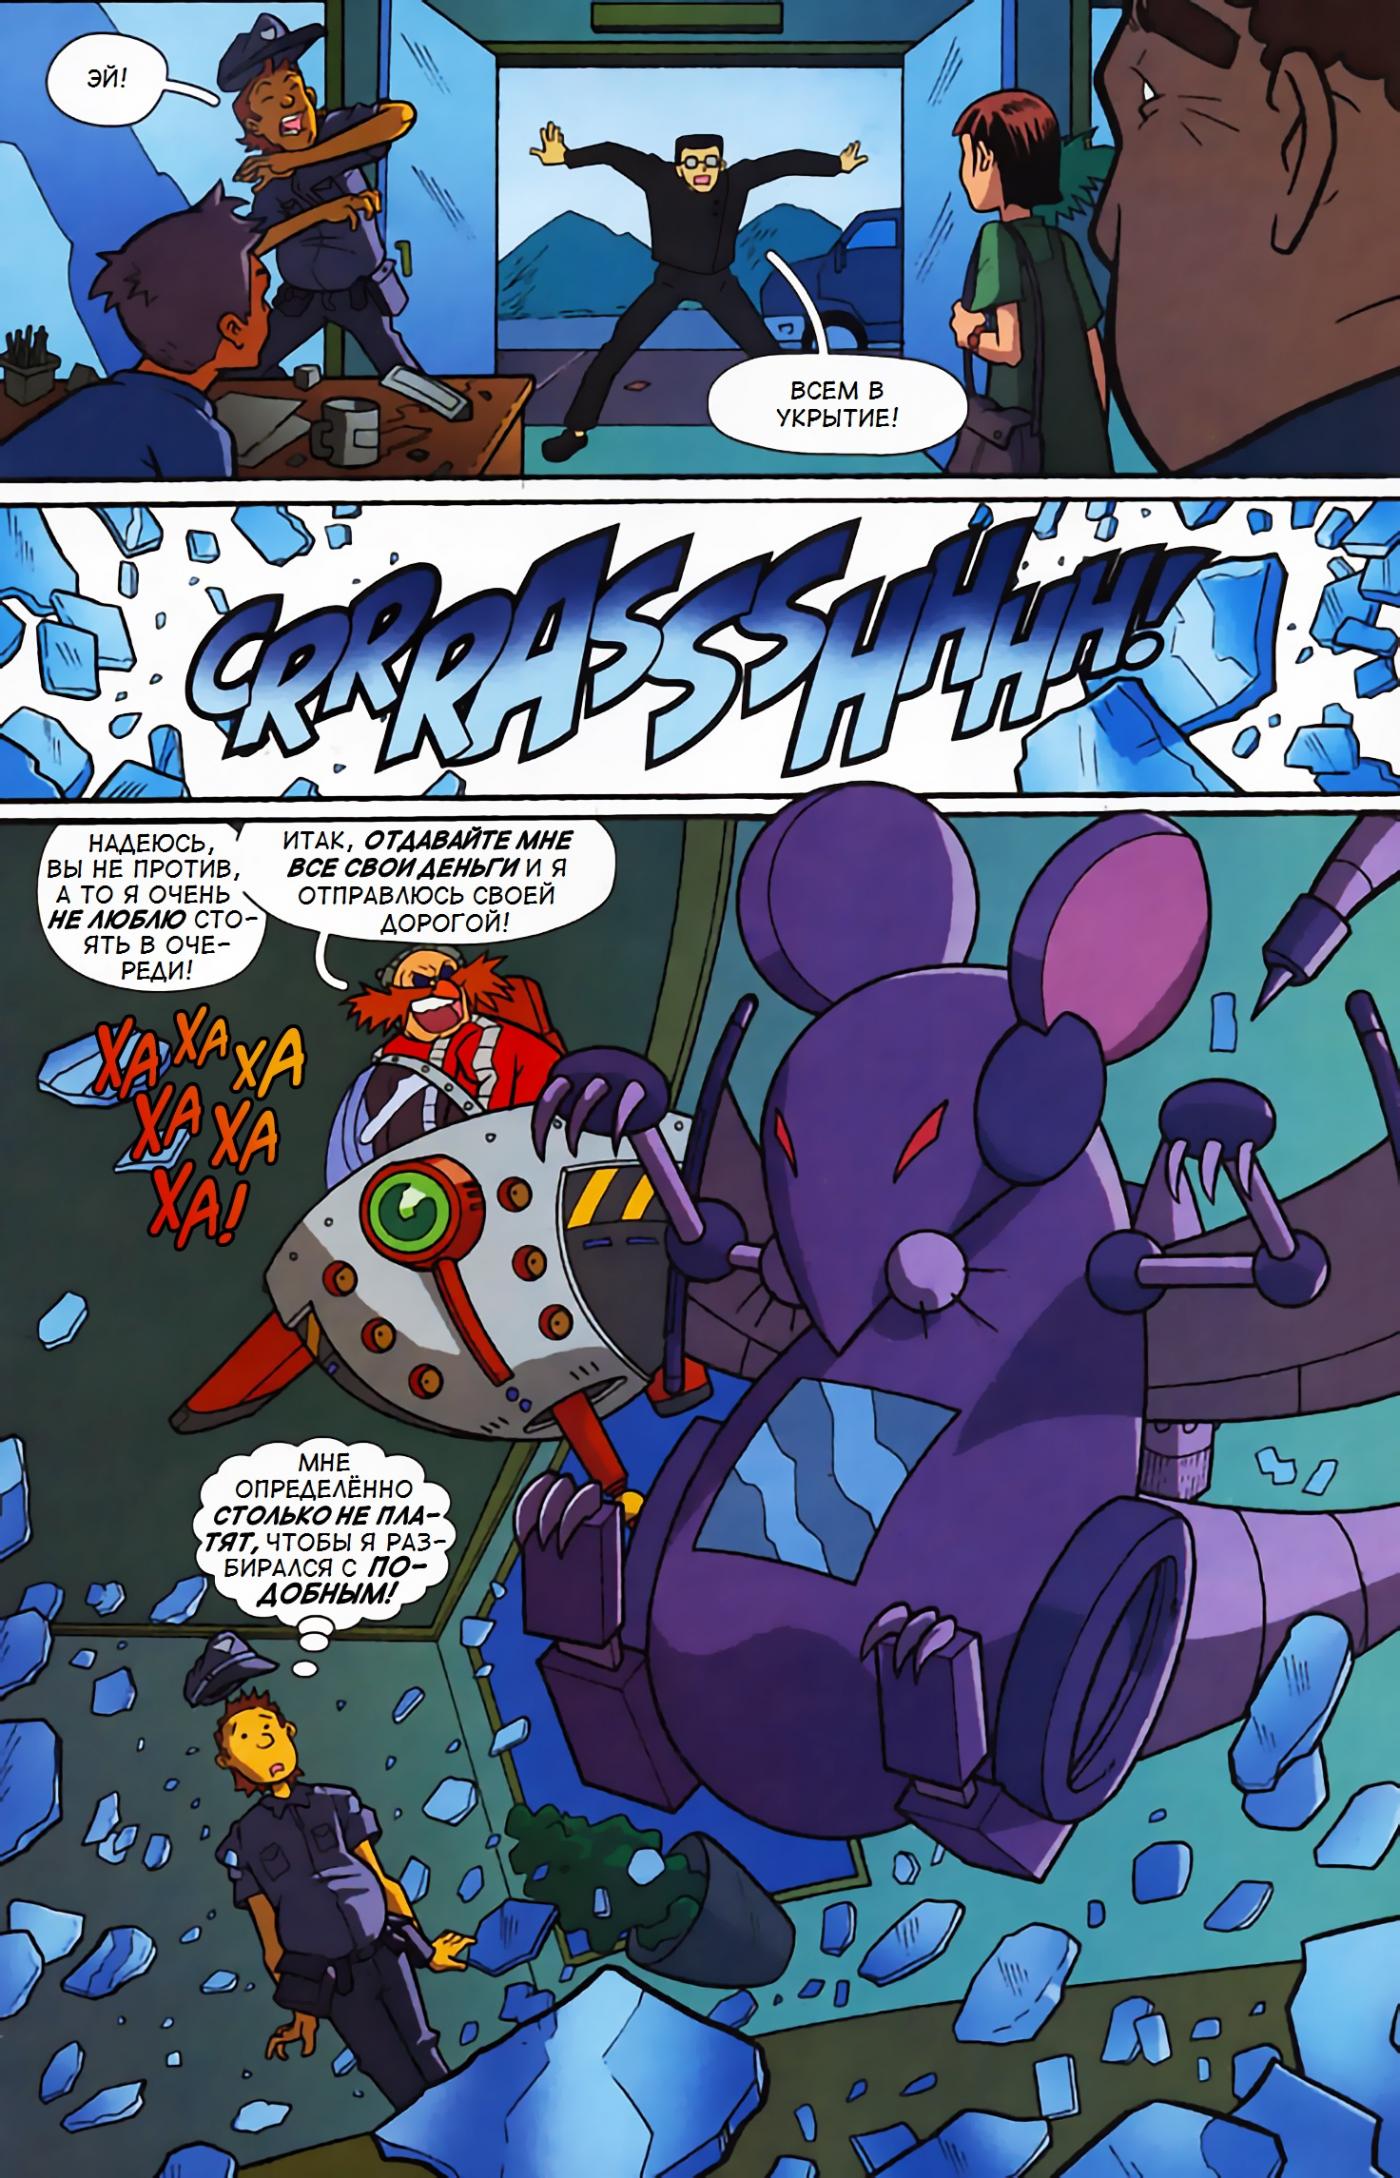 ЭЙ!
ВСЕМ В
УКРЫТИЕ!
CRRRRASSSHHHH!
НАДЕЮСЬ,
ВЫ НЕ ПРОТИВ,
А ТО Я ОЧЕНЬ
НЕ ЛЮБЛЮ СТО-
ЯТЬ В ОЧЕ-
РЕДИ!
ИТАК, ОТДАВАЙТЕ МНЕ
ВСЕ СВОИ ДЕНЬГИ И Я
ОТПРАВЛЮСЬ СВОЕЙ
ДОРОГОЙ!
ХА ХА ХА
ХА ХА
ХА!
МНЕ
ОПРЕДЕЛЁННО
СТОЛЬКО НЕ ПЛА-
ТЯТ, ЧТОБЫ Я РАЗ-
БИРАЛСЯ С ПО-
ДОБНЫМ!